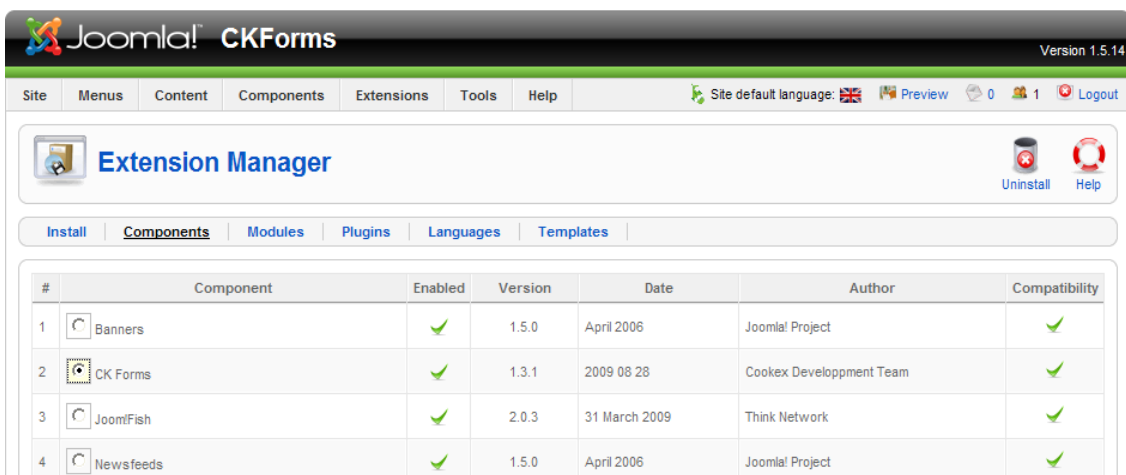 Joomla! CKForms
Version 1.5.14
Site Menus Content Components Extensions Tools Help Site default language: Preview 0 1 Logout
Extension Manager
Uninstall Help
Install Components Modules Plugins Languages Templates
# Component Enabled Version Date Author Compatibility
1 Banners 1.5.0 April 2006 Joomla! Project
2 CK Forms 1.3.1 2009 08 28 Cookex Developpment Team
3 Joom!Fish 2.0.3 31 March 2009 Think Network
4 Newsfeeds 1.5.0 April 2006 Joomla! Project